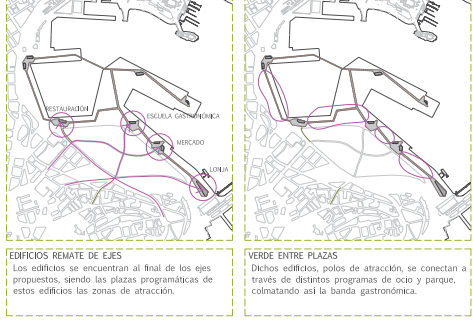 RESTAURACIÓN
ESCUELA GASTRONÓMICA
MERCADO
LONJA
EDIFICIOS REMATE DE EJES
Los edificios se encuentran al final de los ejes
propuestos, siendo las plazas programáticas de
estos edificios las zonas de atracción.
VERDE ENTRE PLAZAS
Dichos edificios, polos de atracción, se conectan a
través de distintos programas de ocio y parque,
colmatando así la banda gastronómica.